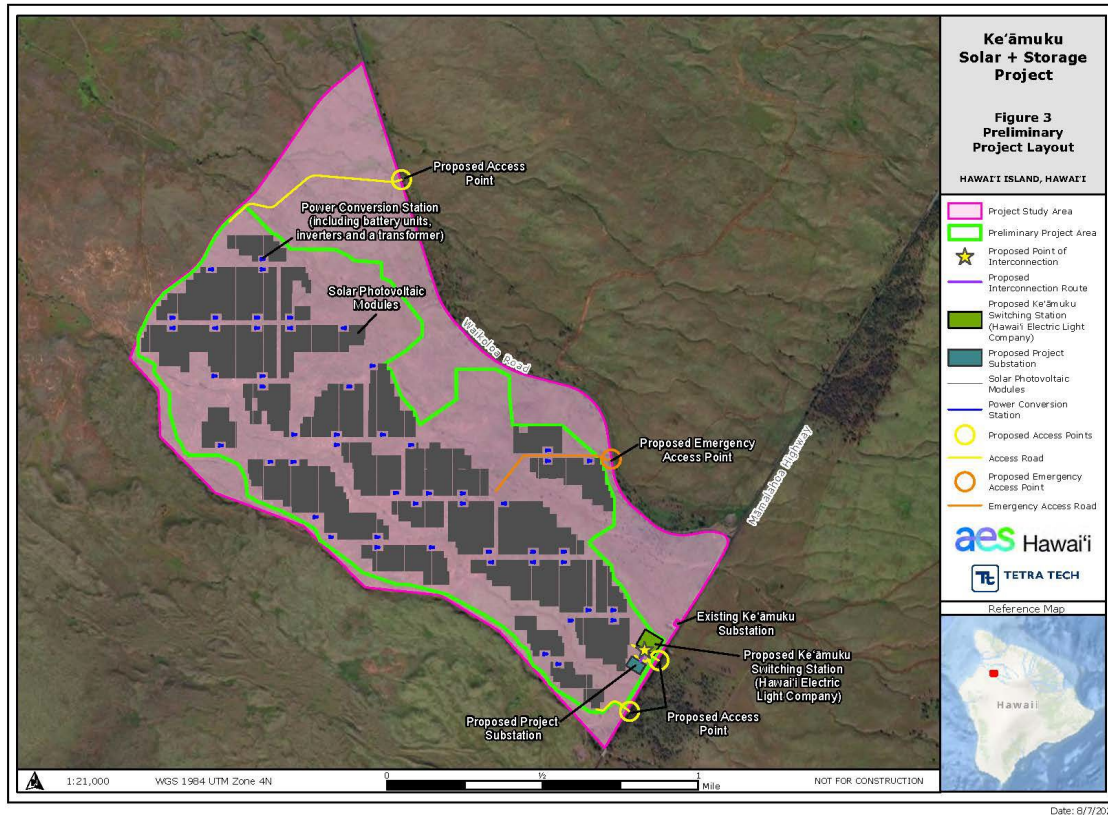 Ke‘āmuku
Solar + Storage
Project
Figure 3
Preliminary
Project Layout
HAWAI‘I ISLAND, HAWAI‘I
Project Study Area
Preliminary Project Area
Proposed Point of
Interconnection
Proposed
Interconnection Route
Proposed Ke‘āmuku
Switching Station
(Hawai‘i Electric Light
Company)
Proposed Project
Substation
Solar Photovoltaic
Modules
Power Conversion
Station
Proposed Access Points
Access Road
Proposed Emergency
Access Point
Emergency Access Road
aes Hawai‘i
Tt TETRA TECH
Reference Map
Hawaii
Proposed Access
Point
Power Conversion Station
(including battery units,
inverters and a transformer)
Solar Photovoltaic
Modules
Waikoloa Road
Proposed Emergency
Access Point
Māmalahoa Highway
Existing Ke‘āmuku
Substation
Proposed Ke‘āmuku
Switching Station
(Hawai‘i Electric
Light Company)
Proposed Project
Substation
Proposed Access
Point
1:21,000
WGS 1984 UTM Zone 4N
0 ½ 1
Mile
NOT FOR CONSTRUCTION
Date: 8/7/202